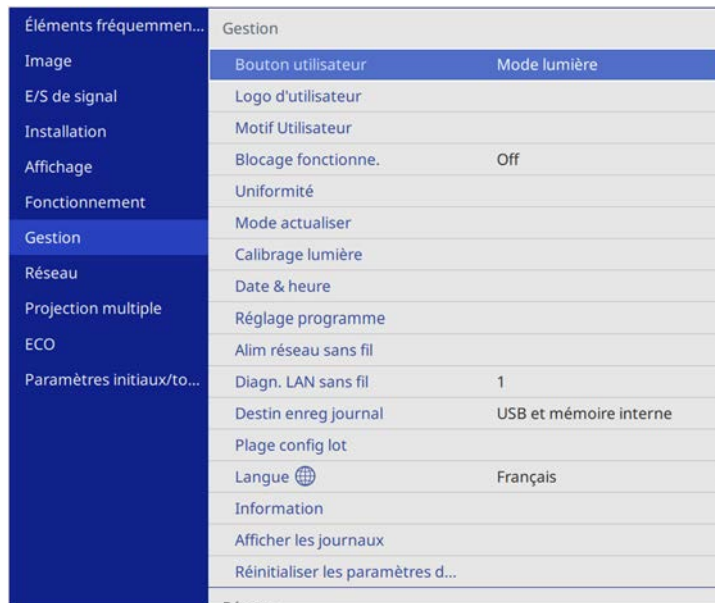 Éléments fréquemmen...
Image
E/S de signal
Installation
Affichage
Fonctionnement
Gestion
Réseau
Projection multiple
ECO
Paramètres initiaux/to...
Gestion
Bouton utilisateur Mode lumière
Logo d'utilisateur
Motif Utilisateur
Blocage fonctionne. Off
Uniformité
Mode actualiser
Calibrage lumière
Date & heure
Réglage programme
Alim réseau sans fil
Diagn. LAN sans fil 1
Destin enreg journal USB et mémoire interne
Plage config lot
Langue Français
Information
Afficher les journaux
Réinitialiser les paramètres d...